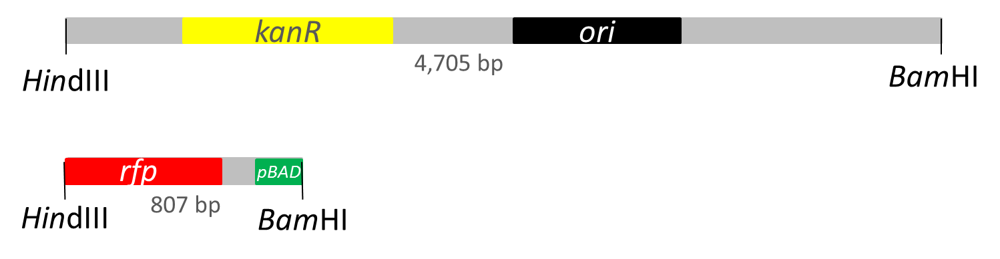 kanR
ori
4,705 bp
HindIII
BamHI
rfp
pBAD
807 bp
HindIII
BamHI